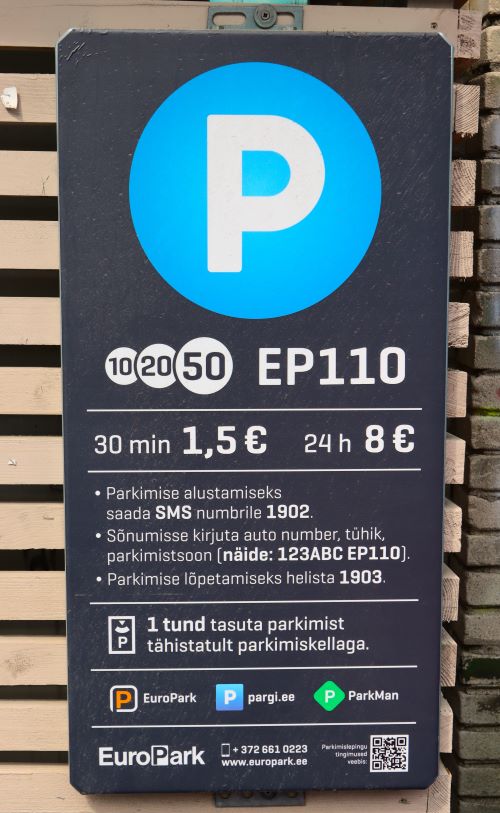 P
10 20 50 EP110
30 min 1,5 € 24 h 8 €
• Parkimise alustamiseks
saada SMS numbrile 1902.
• Sõnumisse kirjuta auto number, tühik,
parkimistsoon (näide: 123ABC EP110).
• Parkimise lõpetamiseks helista 1903.
P 1 tund tasuta parkimist
tähistatult parkimiskellaga.
P EuroPark P pargi.ee P ParkMan
EuroPark
+ 372 661 0223
www.europark.ee
Parkimislepingu
tingimused
veebis: